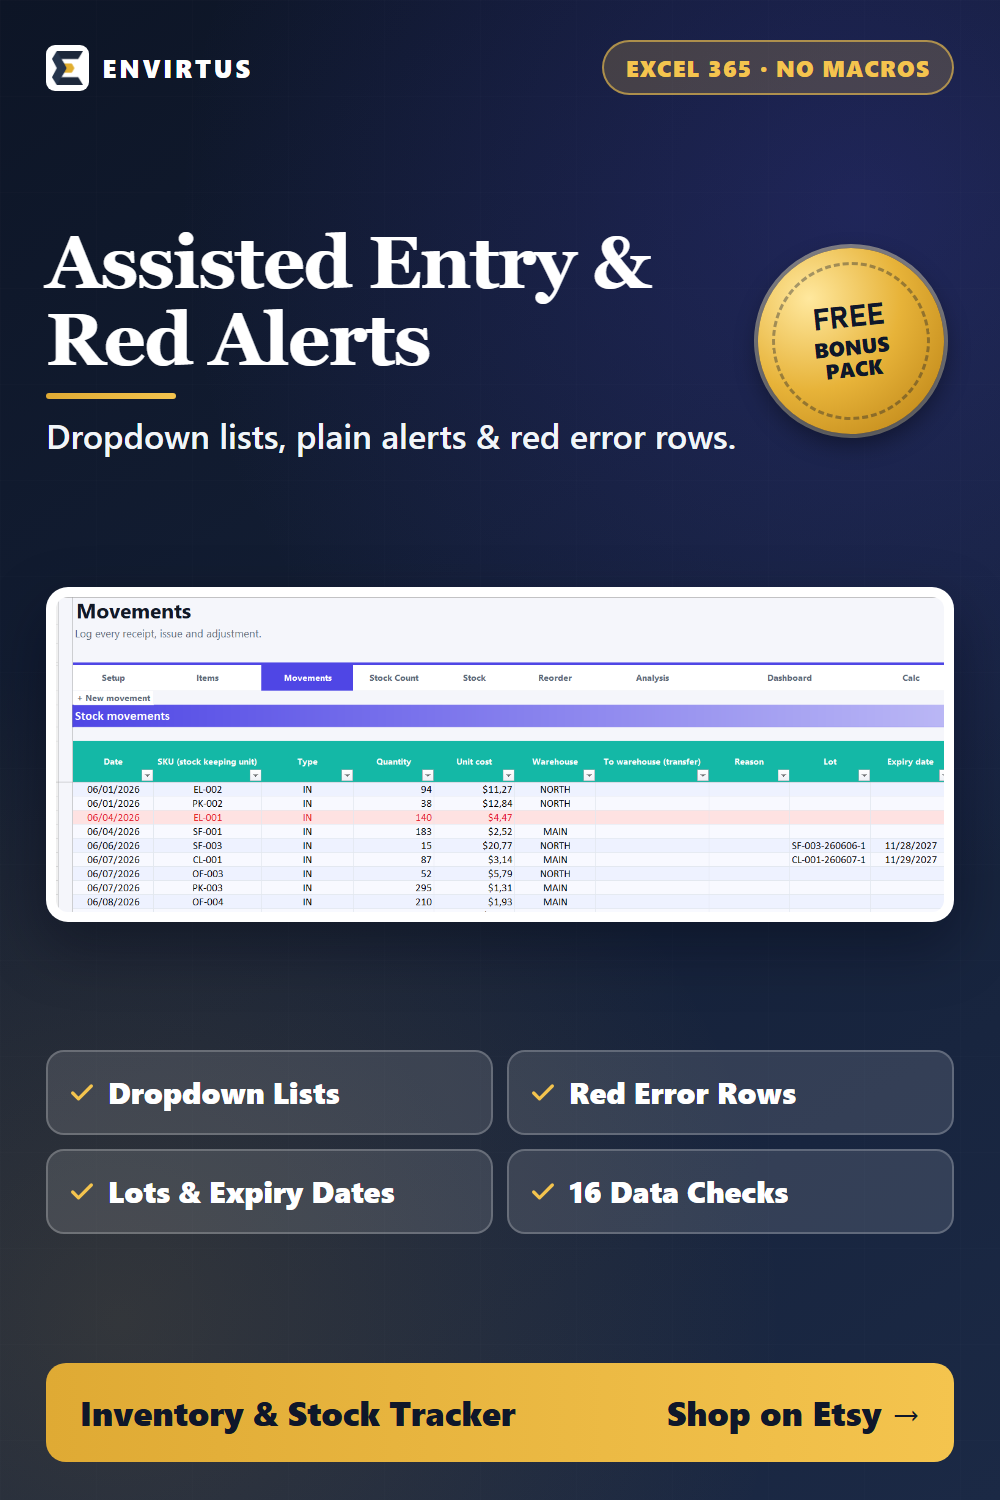 ENVIRTUS
EXCEL 365 · NO MACROS
Assisted Entry &
Red Alerts
Dropdown lists, plain alerts & red error rows.
FREE
BONUS
PACK
Movements
Log every receipt, issue and adjustment.
Setup Items Movements Stock Count Stock Reorder Analysis Dashboard Calc
+ New movement
Stock movements
Date SKU (stock keeping unit) Type Quantity Unit cost Warehouse To warehouse (transfer) Reason Lot Expiry date
06/01/2026 EL-002 IN 94 $11,27 NORTH
06/01/2026 PK-002 IN 38 $12,84 NORTH
06/04/2026 EL-001 IN 140 $4,47
06/04/2026 SF-001 IN 183 $2,52 MAIN
06/06/2026 SF-003 IN 15 $20,77 NORTH SF-003-260606-1 11/28/2027
06/07/2026 CL-001 IN 87 $3,14 MAIN CL-001-260607-1 11/29/2027
06/07/2026 OF-003 IN 52 $5,79 NORTH
06/07/2026 PK-003 IN 295 $1,31 MAIN
06/08/2026 OF-004 IN 210 $1,93 MAIN
✓ Dropdown Lists
✓ Red Error Rows
✓ Lots & Expiry Dates
✓ 16 Data Checks
Inventory & Stock Tracker
Shop on Etsy →